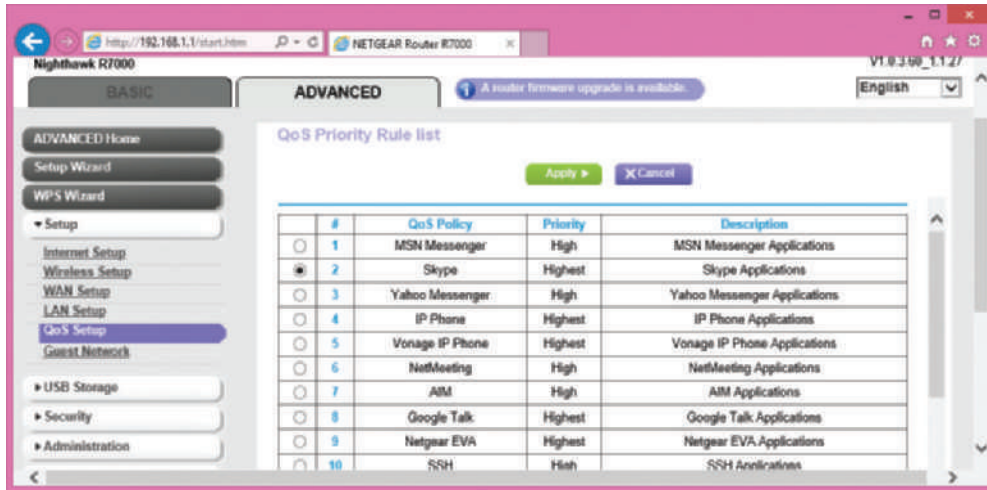 http://192.168.1.1/start.htm
NETGEAR Router R7000
Nighthawk R7000
V1.0.3.60_1.1.27
BASIC
ADVANCED
A router firmware upgrade is available.
English
ADVANCED Home
Setup Wizard
WPS Wizard
Setup
Internet Setup
Wireless Setup
WAN Setup
LAN Setup
QoS Setup
Guest Network
USB Storage
Security
Administration
QoS Priority Rule list
Apply
X Cancel
# QoS Policy Priority Description
1 MSN Messenger High MSN Messenger Applications
2 Skype Highest Skype Applications
3 Yahoo Messenger High Yahoo Messenger Applications
4 IP Phone Highest IP Phone Applications
5 Vonage IP Phone Highest Vonage IP Phone Applications
6 NetMeeting High NetMeeting Applications
7 AIM High AIM Applications
8 Google Talk Highest Google Talk Applications
9 Netgear EVA Highest Netgear EVA Applications
10 SSH High SSH Applications